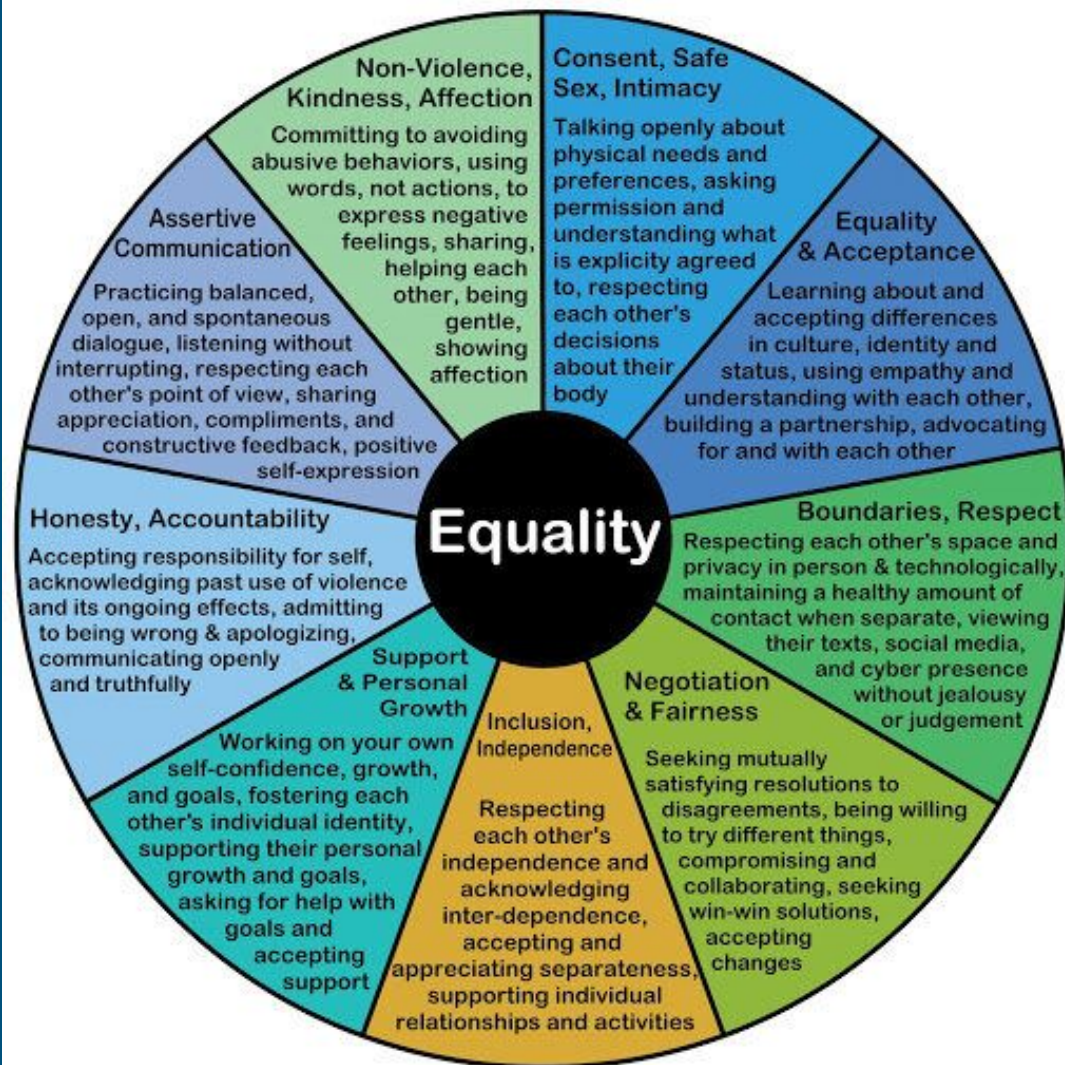 Non-Violence,
Kindness, Affection
Committing to avoiding
abusive behaviors, using
words, not actions, to
express negative
feelings, sharing,
helping each
other, being
gentle,
showing
affection
Consent, Safe
Sex, Intimacy
Talking openly about
physical needs and
preferences, asking
permission and
understanding what
is explicity agreed
to, respecting
each other's
decisions
about their
body
Equality
& Acceptance
Learning about and
accepting differences
in culture, identity and
status, using empathy and
understanding with each other,
building a partnership, advocating
for and with each other
Boundaries, Respect
Respecting each other's space and
privacy in person & technologically,
maintaining a healthy amount of
contact when separate, viewing
their texts, social media,
and cyber presence
without jealousy
or judgement
Negotiation
& Fairness
Seeking mutually
satisfying resolutions to
disagreements, being willing
to try different things,
compromising and
collaborating, seeking
win-win solutions,
accepting
changes
Inclusion,
Independence
Respecting
each other's
independence and
acknowledging
inter-dependence,
accepting and
appreciating separateness,
supporting individual
relationships and activities
Support
& Personal
Growth
Working on your own
self-confidence, growth,
and goals, fostering each
other's individual identity,
supporting their personal
growth and goals,
asking for help with
goals and
accepting
support
Honesty, Accountability
Accepting responsibility for self,
acknowledging past use of violence
and its ongoing effects, admitting
to being wrong & apologizing,
communicating openly
and truthfully
Assertive
Communication
Practicing balanced,
open, and spontaneous
dialogue, listening without
interrupting, respecting each
other's point of view, sharing
appreciation, compliments, and
constructive feedback, positive
self-expression
Equality